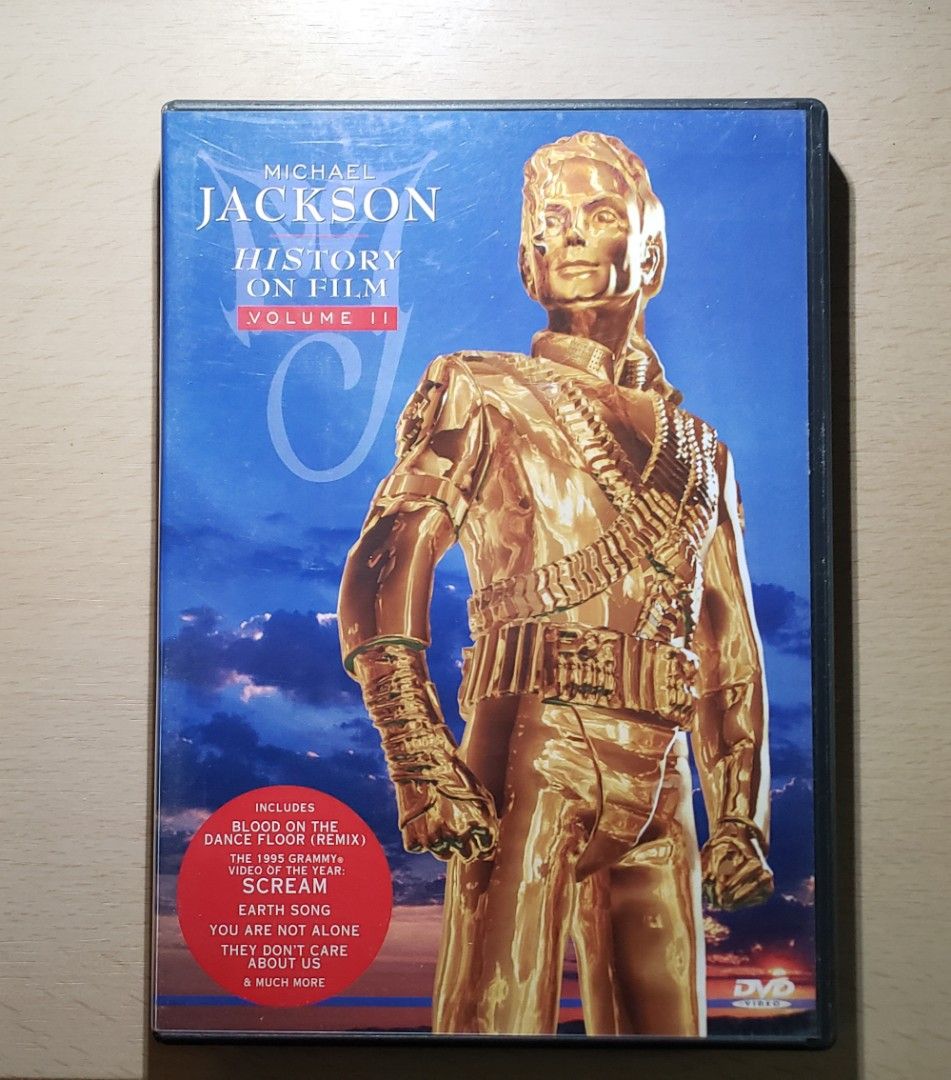 MICHAEL
JACKSON
HISTORY
ON FILM
VOLUME II
INCLUDES
BLOOD ON THE
DANCE FLOOR (REMIX)
THE 1995 GRAMMY®
VIDEO OF THE YEAR:
SCREAM
EARTH SONG
YOU ARE NOT ALONE
THEY DON'T CARE
ABOUT US
& MUCH MORE
DVD
VIDEO